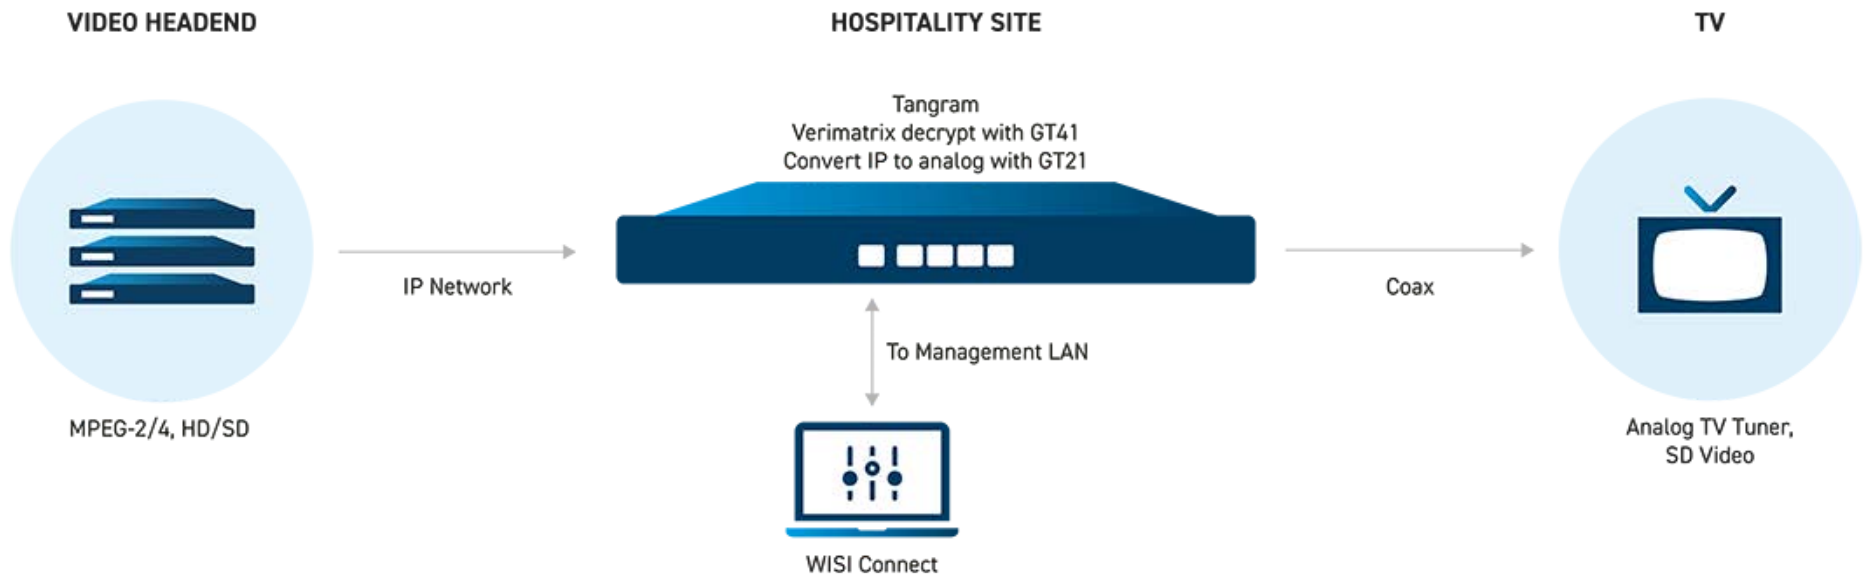 VIDEO HEADEND
HOSPITALITY SITE
TV
Tangram
Verimatrix decrypt with GT41
Convert IP to analog with GT21
IP Network
Coax
To Management LAN
MPEG-2/4, HD/SD
Analog TV Tuner,
SD Video
WISI Connect